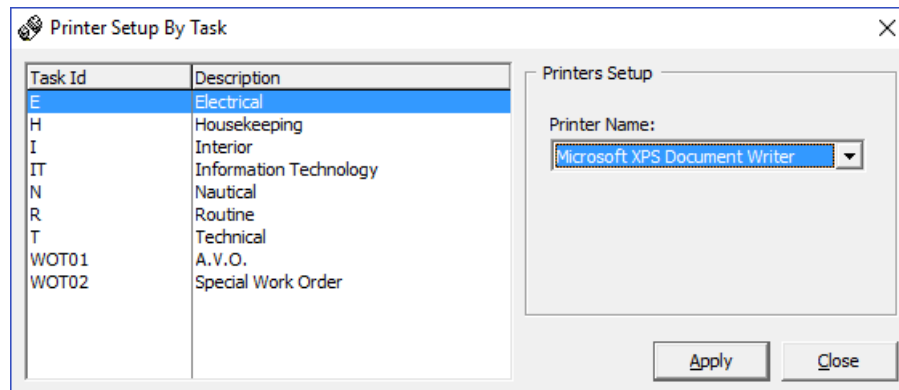 Printer Setup By Task
Task Id Description
E Electrical
H Housekeeping
I Interior
IT Information Technology
N Nautical
R Routine
T Technical
WOT01 A.V.O.
WOT02 Special Work Order
Printers Setup
Printer Name:
Microsoft XPS Document Writer
Apply Close